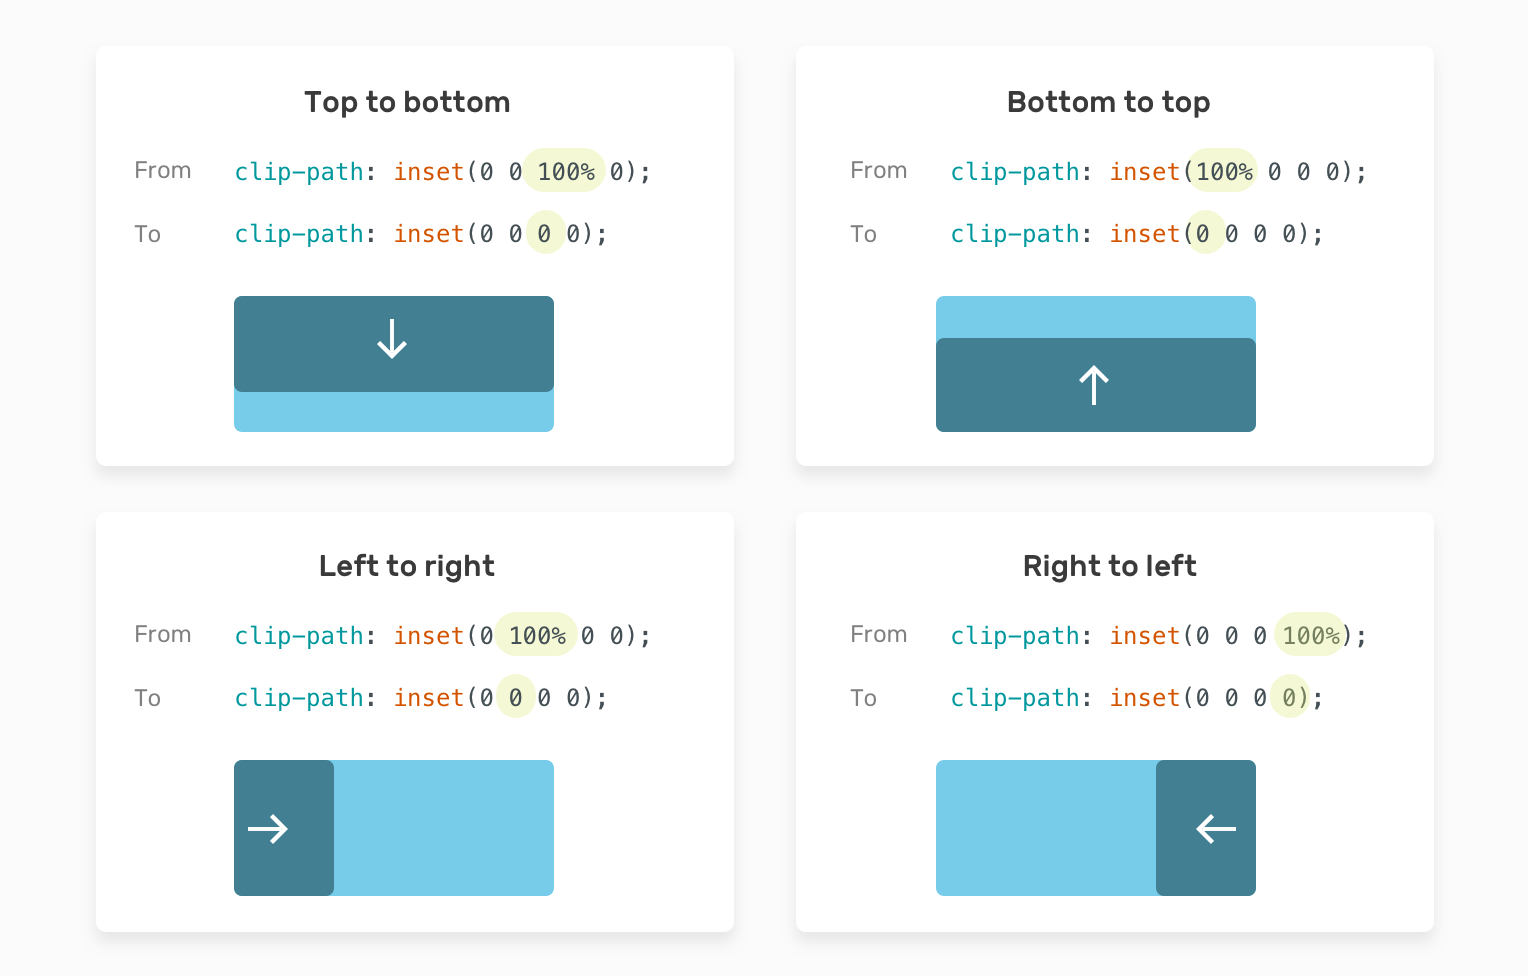 Top to bottom
From clip-path: inset(0 0 100% 0);
To clip-path: inset(0 0 0 0);
Bottom to top
From clip-path: inset(100% 0 0 0);
To clip-path: inset(0 0 0 0);
Left to right
From clip-path: inset(0 100% 0 0);
To clip-path: inset(0 0 0 0);
Right to left
From clip-path: inset(0 0 0 100%);
To clip-path: inset(0 0 0 0);